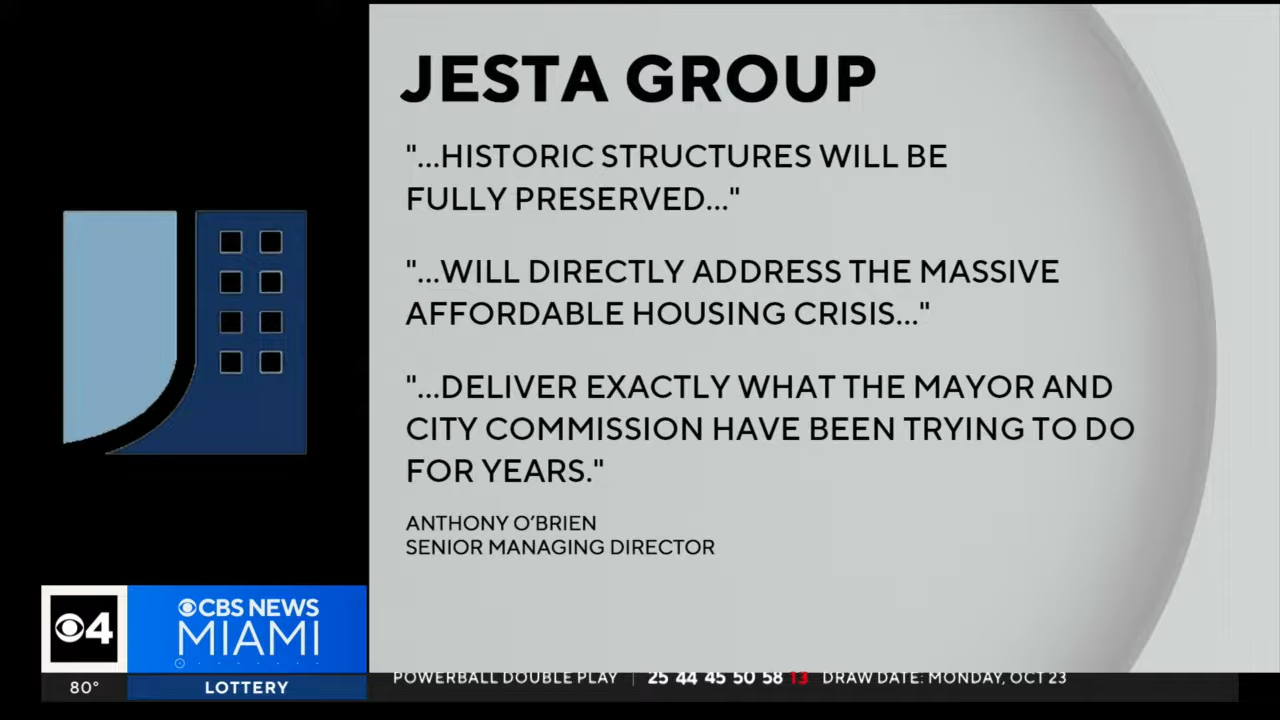 JESTA GROUP
"...HISTORIC STRUCTURES WILL BE
FULLY PRESERVED..."
"...WILL DIRECTLY ADDRESS THE MASSIVE
AFFORDABLE HOUSING CRISIS..."
"...DELIVER EXACTLY WHAT THE MAYOR AND
CITY COMMISSION HAVE BEEN TRYING TO DO
FOR YEARS."
ANTHONY O'BRIEN
SENIOR MANAGING DIRECTOR
4
CBS NEWS
MIAMI
80°
LOTTERY
POWERBALL DOUBLE PLAY | 25 44 45 50 58 13 DRAW DATE: MONDAY, OCT 23